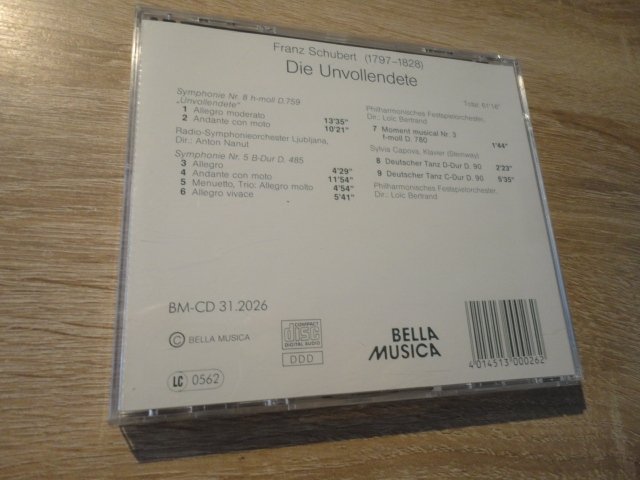 Franz Schubert (1797–1828)
Die Unvollendete
Symphonie Nr. 8 h-moll D.759
„Unvollendete"
1 Allegro moderato 13'35"
2 Andante con moto 10'21"
Radio-Symphonieorchester Ljubljana,
Dir.: Anton Nanut
Symphonie Nr. 5 B-Dur D. 485
3 Allegro 4'29"
4 Andante con moto 11'54"
5 Menuetto, Trio: Allegro molto 4'54"
6 Allegro vivace 5'41"
Total: 61'16"
Philharmonisches Festspielorchester,
Dir.: Loic Bertrand
7 Moment musical Nr. 3
f-moll D. 780 1'44"
Sylvia Capova, Klavier (Steinway)
8 Deutscher Tanz D-Dur D. 90 2'23"
9 Deutscher Tanz C-Dur D. 90 5'35"
Philharmonisches Festspielorchester,
Dir.: Loic Bertrand
BM-CD 31.2026
© BELLA MUSICA
LC 0562
COMPACT
disc
DIGITAL AUDIO
DDD
BELLA
MUSICA
4 014513 000262